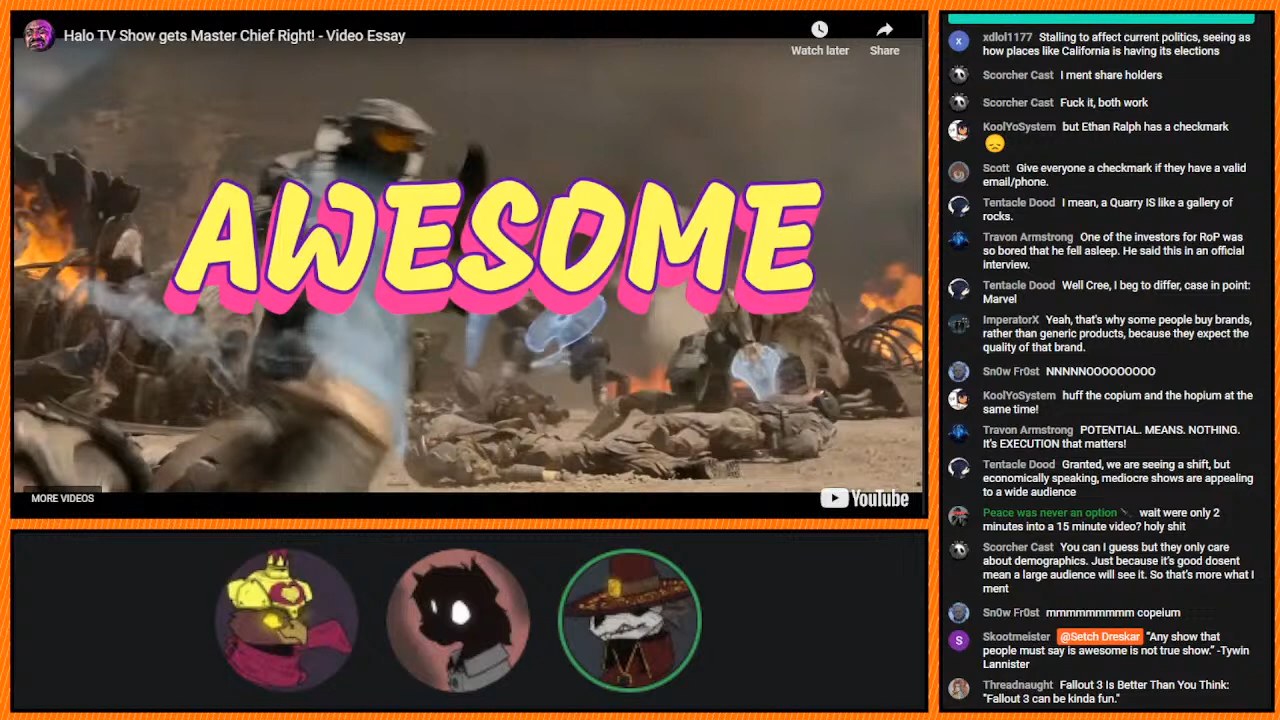 Halo TV Show gets Master Chief Right! - Video Essay
Watch later
Share
AWESOME
MORE VIDEOS
YouTube
xdlol1177 Stalling to affect current politics, seeing as
how places like California is having its elections
Scorcher Cast I ment share holders
Scorcher Cast Fuck it, both work
KoolYoSystem but Ethan Ralph has a checkmark
😞
Scott Give everyone a checkmark if they have a valid
email/phone.
Tentacle Dood I mean, a Quarry IS like a gallery of
rocks.
Travon Armstrong One of the investors for RoP was
so bored that he fell asleep. He said this in an official
interview.
Tentacle Dood Well Cree, I beg to differ, case in point:
Marvel
ImperatorX Yeah, that's why some people buy brands,
rather than generic products, because they expect the
quality of that brand.
Sn0w Fr0st NNNNNOOOOOOOOO
KoolYoSystem huff the copium and the hopium at the
same time!
Travon Armstrong POTENTIAL. MEANS. NOTHING.
It's EXECUTION that matters!
Tentacle Dood Granted, we are seeing a shift, but
economically speaking, mediocre shows are appealing
to a wide audience
Peace was never an option wait were only 2
minutes into a 15 minute video? holy shit
Scorcher Cast You can I guess but they only care
about demographics. Just because it's good dosent
mean a large audience will see it. So that's more what I
ment
Sn0w Fr0st mmmmmmmmm copeium
S Skootmeister @Setch Dreskar "Any show that
people must say is awesome is not true show." -Tywin
Lannister
Threadnaught Fallout 3 Is Better Than You Think:
"Fallout 3 can be kinda fun."